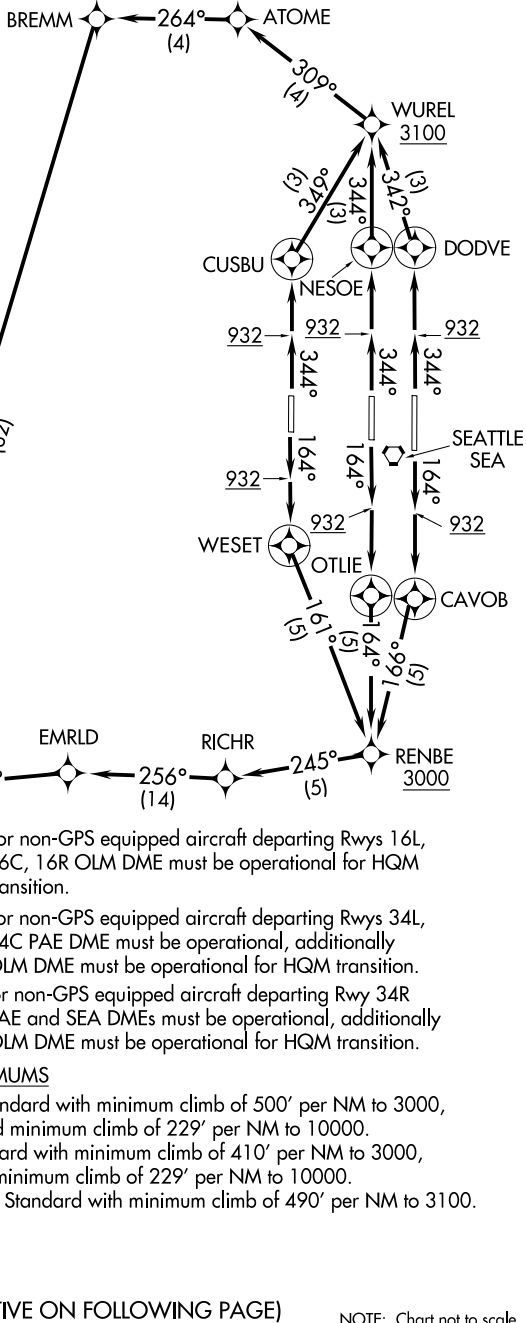 BREMM
264°
(4)
ATOME
309°
(4)
WUREL
3100
(3)
349°
(3)
344°
342°
(3)
CUSBU
NESOE
DODVE
932
932
932
344°
344°
344°
SEATTLE
SEA
164°
164°
164°
932
932
932
WESET
OTLIE
CAVOB
161°
(5)
(5)
164°
166°
(5)
EMRLD
RICHR
RENBE
3000
256°
(14)
245°
(5)
or non-GPS equipped aircraft departing Rwys 16L,
6C, 16R OLM DME must be operational for HQM
ansition.
or non-GPS equipped aircraft departing Rwys 34L,
4C PAE DME must be operational, additionally
OLM DME must be operational for HQM transition.
or non-GPS equipped aircraft departing Rwy 34R
AE and SEA DMEs must be operational, additionally
OLM DME must be operational for HQM transition.
MUMS
ndard with minimum climb of 500' per NM to 3000,
d minimum climb of 229' per NM to 10000.
ard with minimum climb of 410' per NM to 3000,
minimum climb of 229' per NM to 10000.
Standard with minimum climb of 490' per NM to 3100.
TIVE ON FOLLOWING PAGE)
NOTE: Chart not to scale